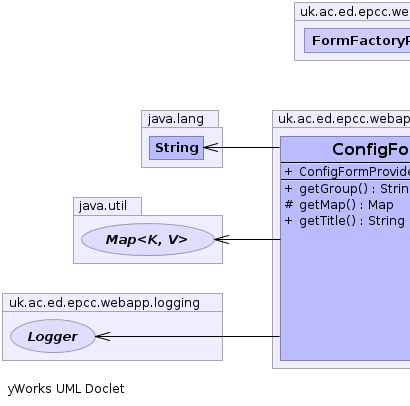 uk.ac.ed.epcc.we
FormFactoryP
java.lang
String
uk.ac.ed.epcc.webapp
ConfigFo
+ ConfigFormProvide
+ getGroup() : Strin
# getMap() : Map
+ getTitle() : String
java.util
Map<K, V>
uk.ac.ed.epcc.webapp.logging
Logger
yWorks UML Doclet